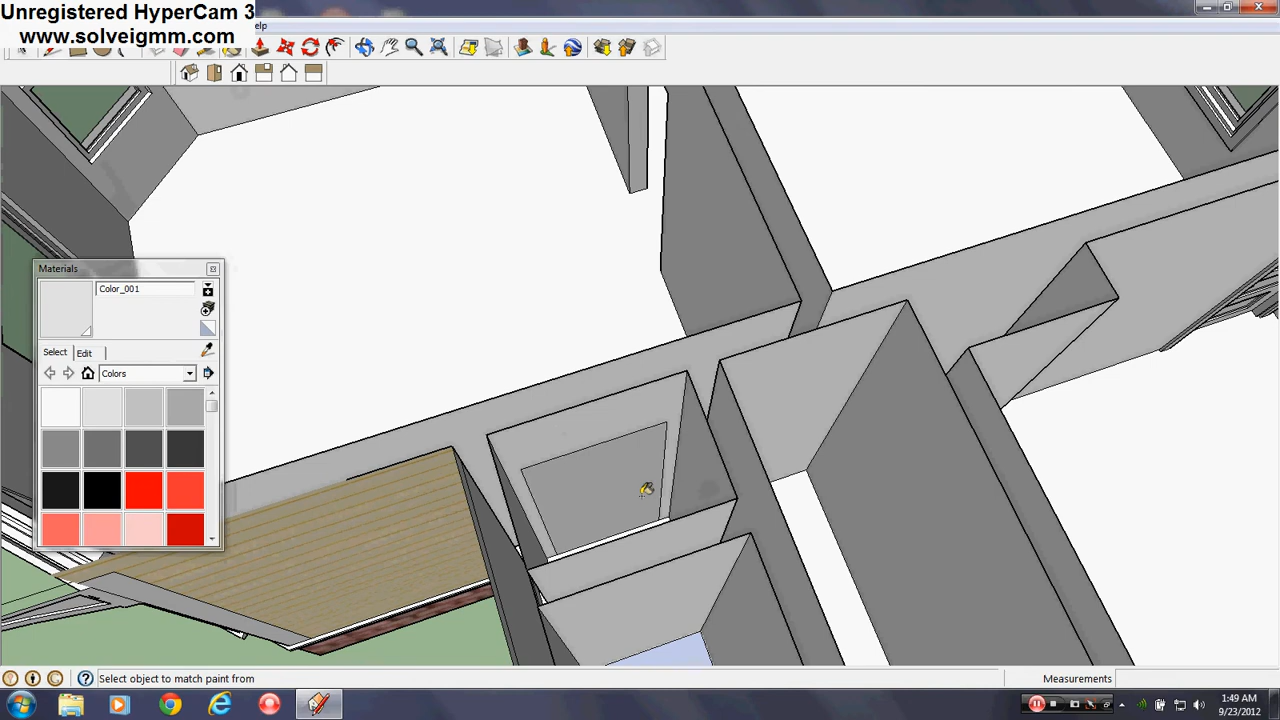 Unregistered HyperCam 3
www.solveigmm.com
elp
Materials
Color_001
Select
Edit
Colors
Select object to match paint from
Measurements
1:49 AM
9/23/2012